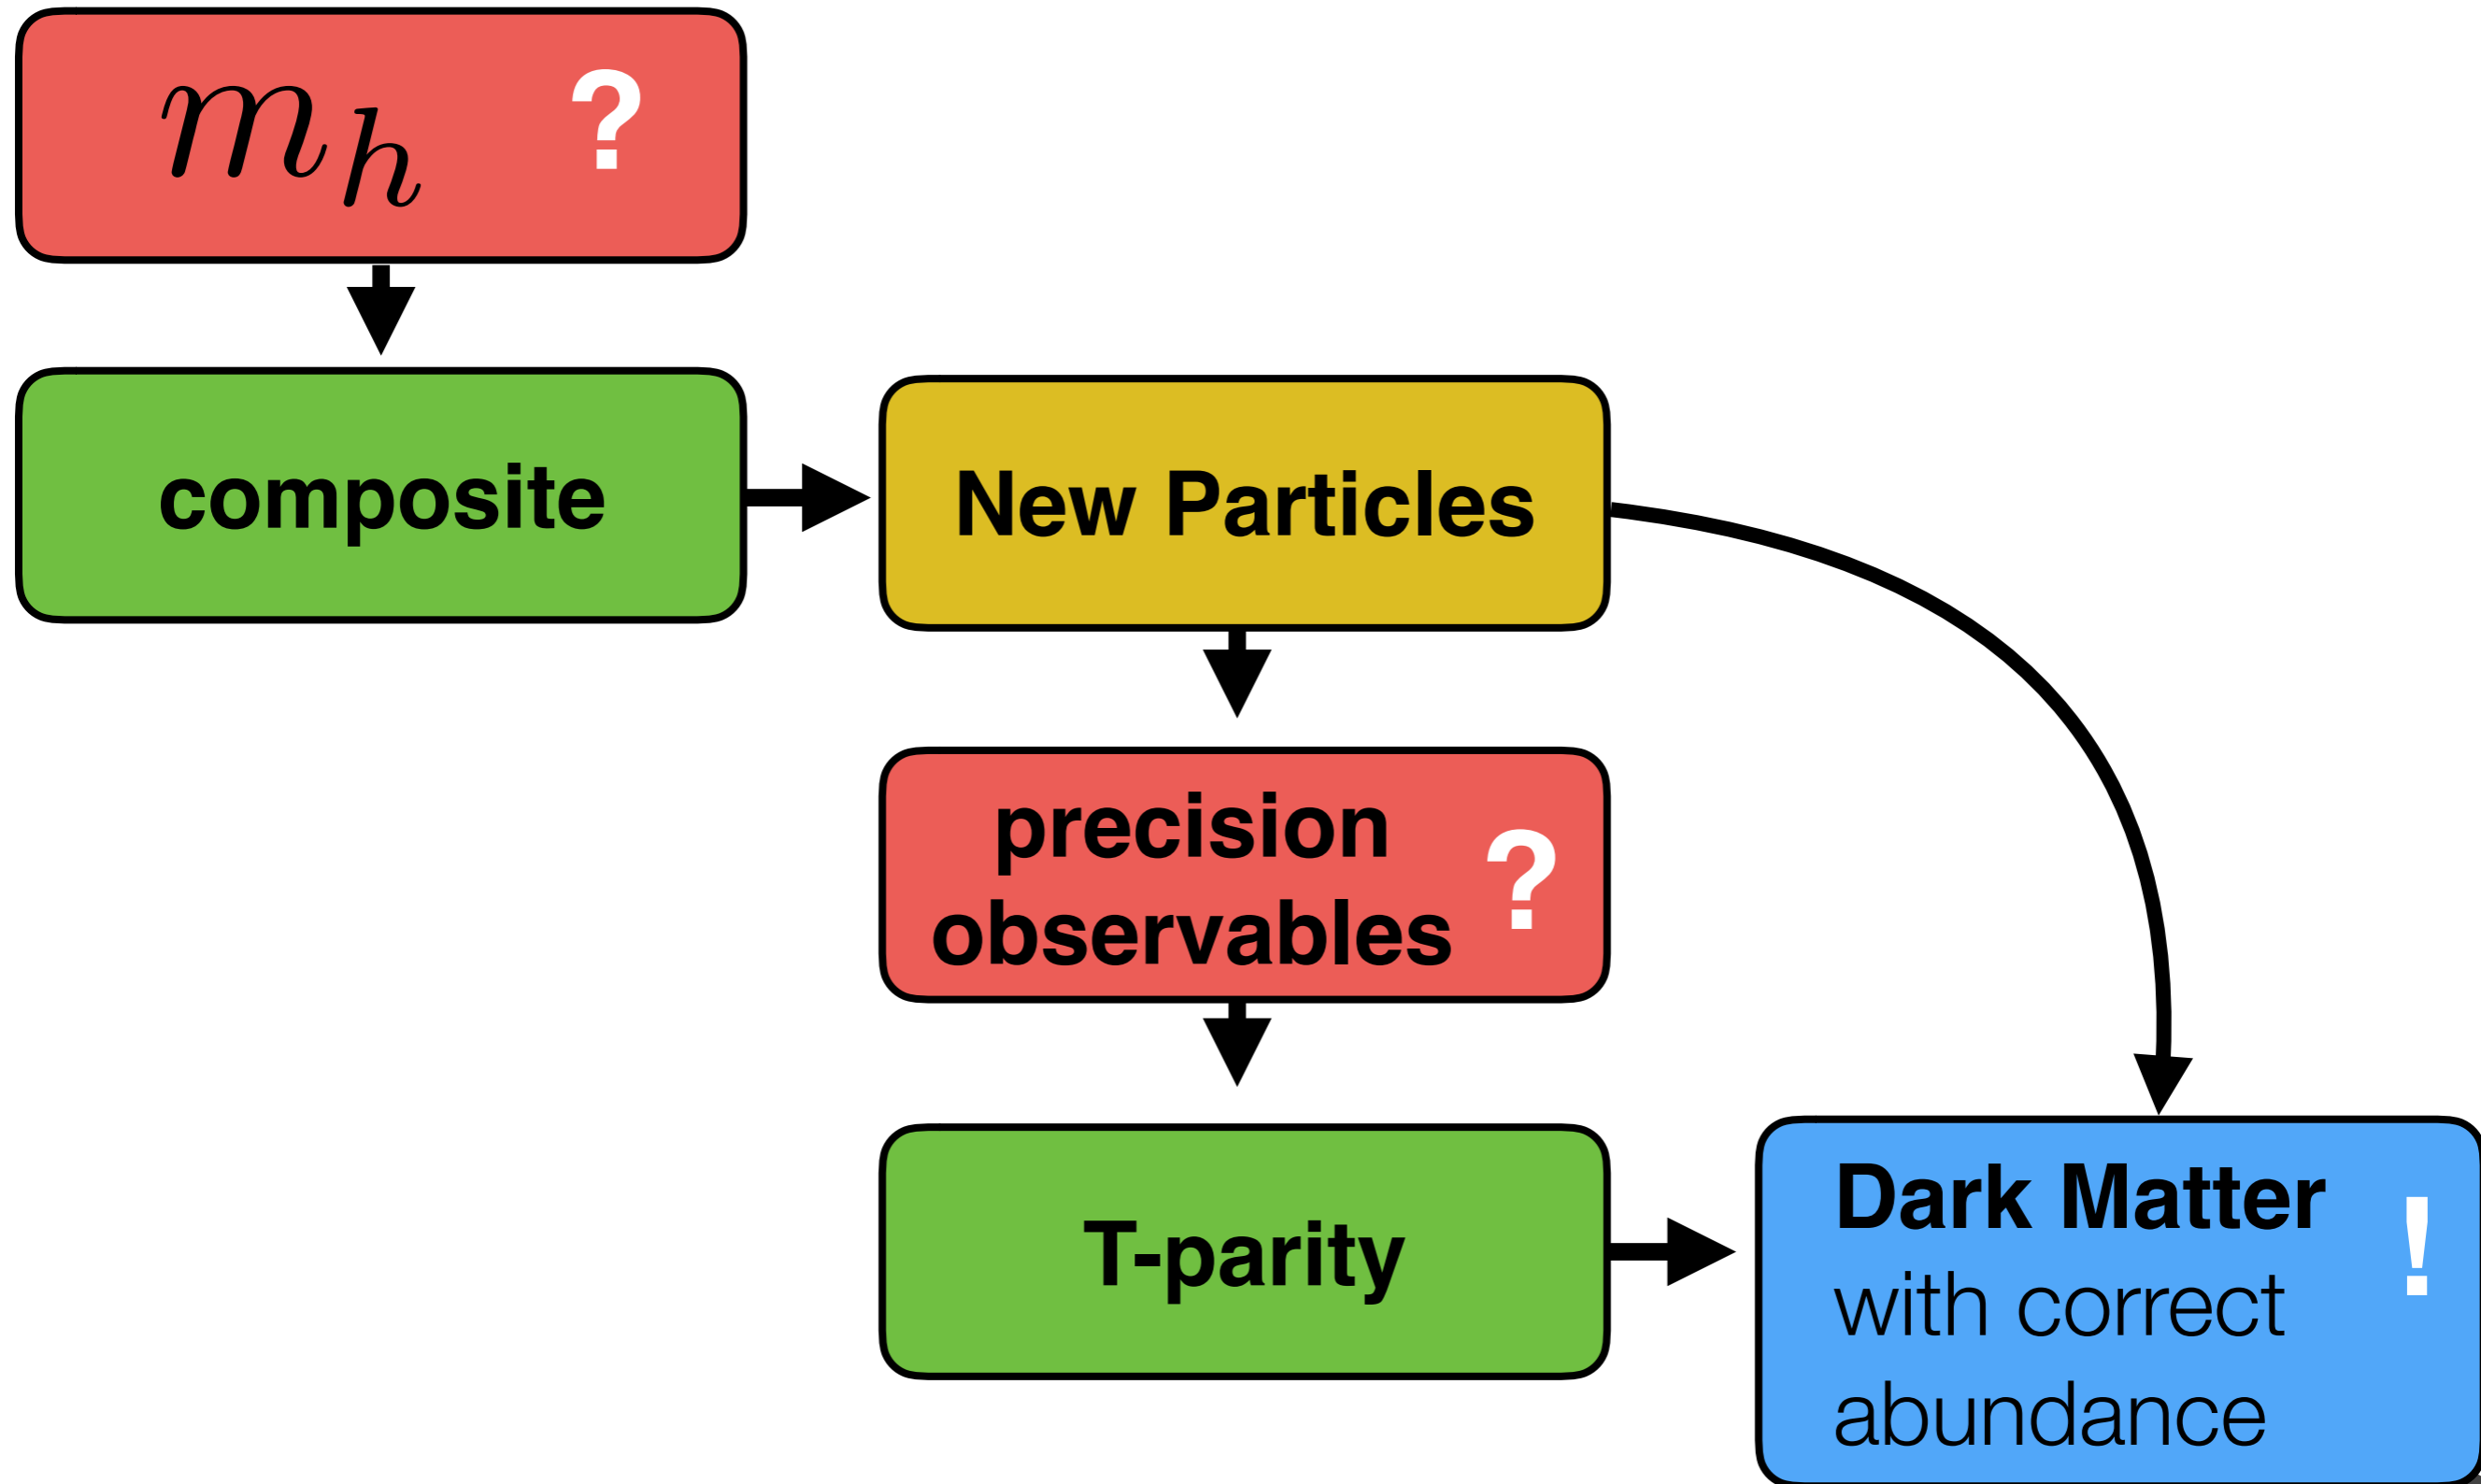 m_h ?
composite
New Particles
precision
observables
?
T-parity
Dark Matter
with correct
abundance
!